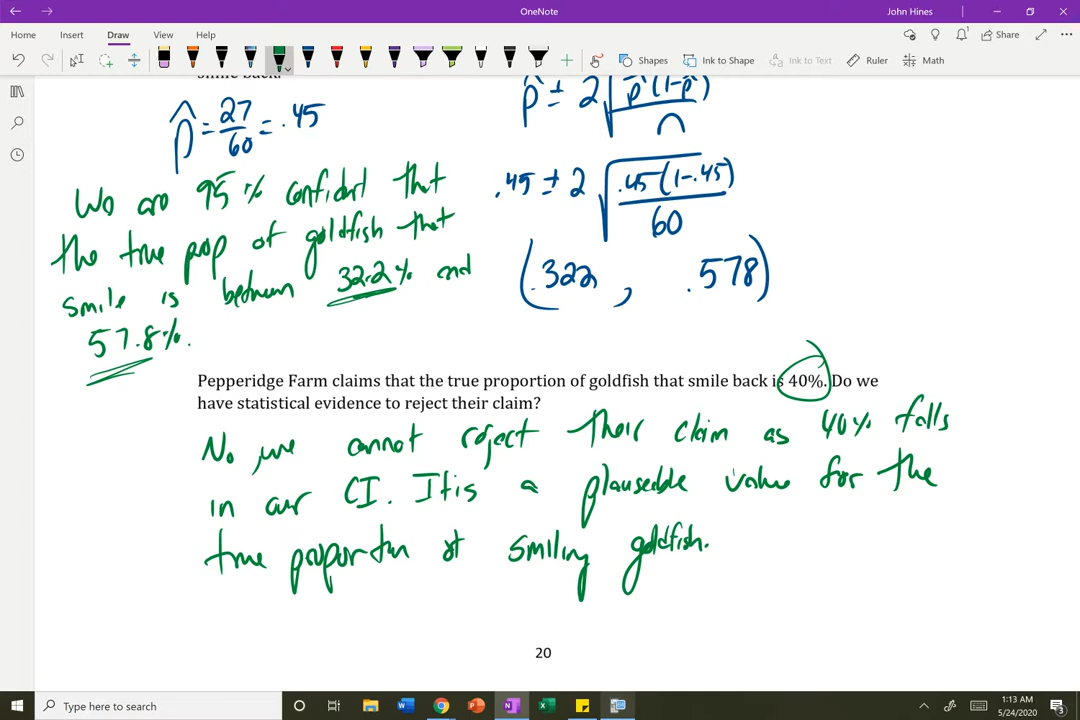 OneNote
John Hines
Home Insert Draw View Help
Share
Shapes Ink to Shape Ink to Text Ruler Math
smile back.
p̂ = 27/60 = .45
p̂ ± 2√(p̂(1-p̂)/n)
We are 95% confident that
the true prop of goldfish that
smile is between 32.2% and
57.8%.
.45 ± 2√(.45(1-.45)/60)
(.322, .578)
Pepperidge Farm claims that the true proportion of goldfish that smile back is 40%. Do we
have statistical evidence to reject their claim?
No, we cannot reject their claim as 40% falls
in our CI. It is a plauseable value for the
true proportion of smiling goldfish.
20
Type here to search
1:13 AM
5/24/2020
3